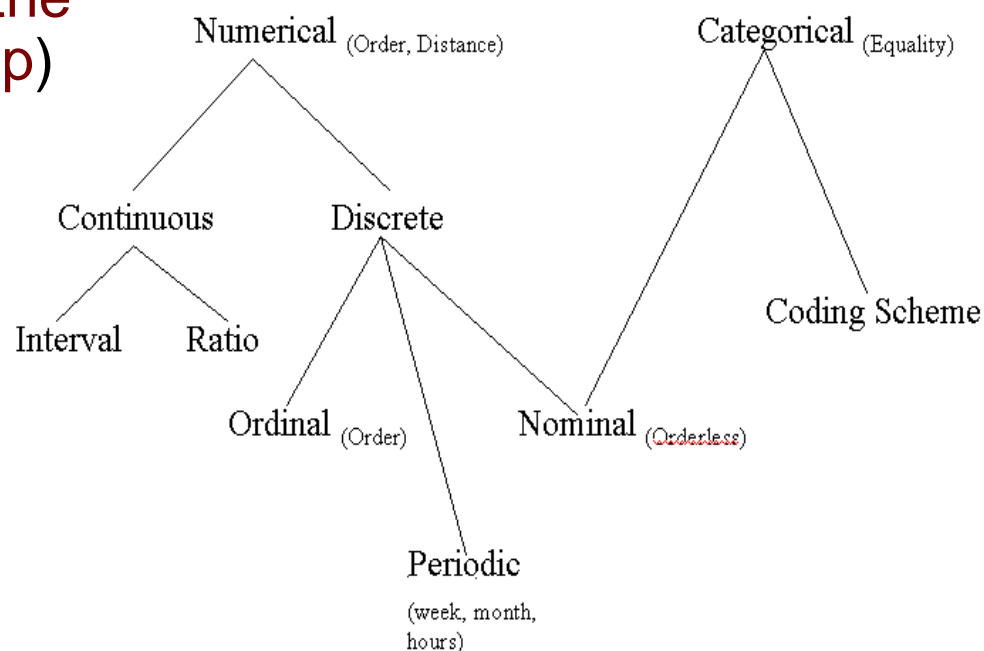 the
p)
Numerical (Order, Distance)
Categorical (Equality)
Continuous
Discrete
Coding Scheme
Interval
Ratio
Ordinal (Order)
Nominal (Orderless)
Periodic
(week, month,
hours)